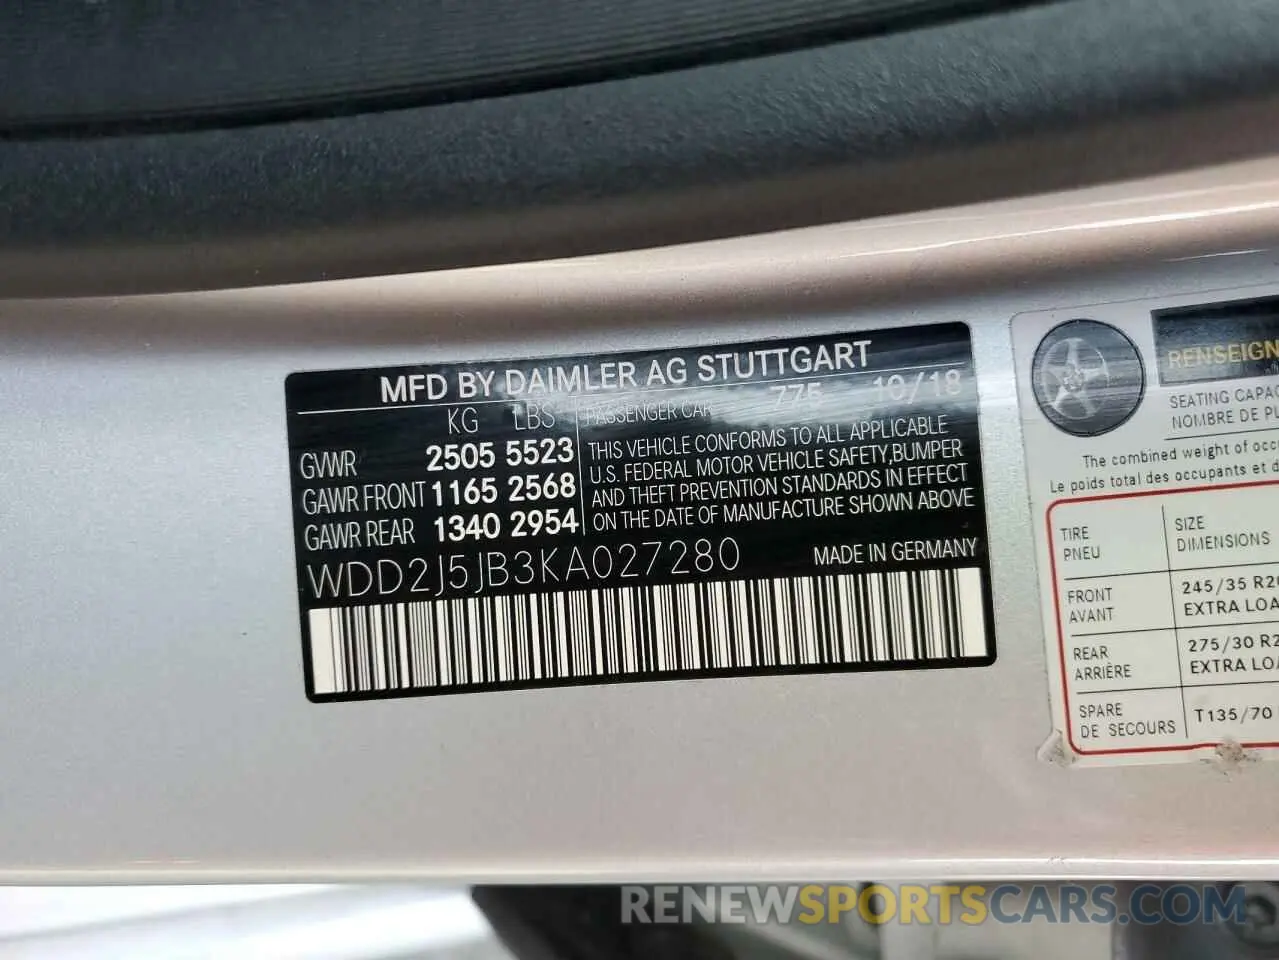 MFD BY DAIMLER AG STUTTGART
KG LBS PASSENGER CAR 775 10/18
GVWR 2505 5523
GAWR FRONT 1165 2568
GAWR REAR 1340 2954
THIS VEHICLE CONFORMS TO ALL APPLICABLE
U.S. FEDERAL MOTOR VEHICLE SAFETY,BUMPER
AND THEFT PREVENTION STANDARDS IN EFFECT
ON THE DATE OF MANUFACTURE SHOWN ABOVE
WDD2J5JB3KA027280 MADE IN GERMANY
RENSEIGN
SEATING CAPAC
NOMBRE DE PL
The combined weight of occ
Le poids total des occupants et d
TIRE SIZE
PNEU DIMENSIONS
FRONT 245/35 R20
AVANT EXTRA LOA
REAR 275/30 R2
ARRIÈRE EXTRA LOA
SPARE T135/70
DE SECOURS
RENEWSPORTSCARS.COM